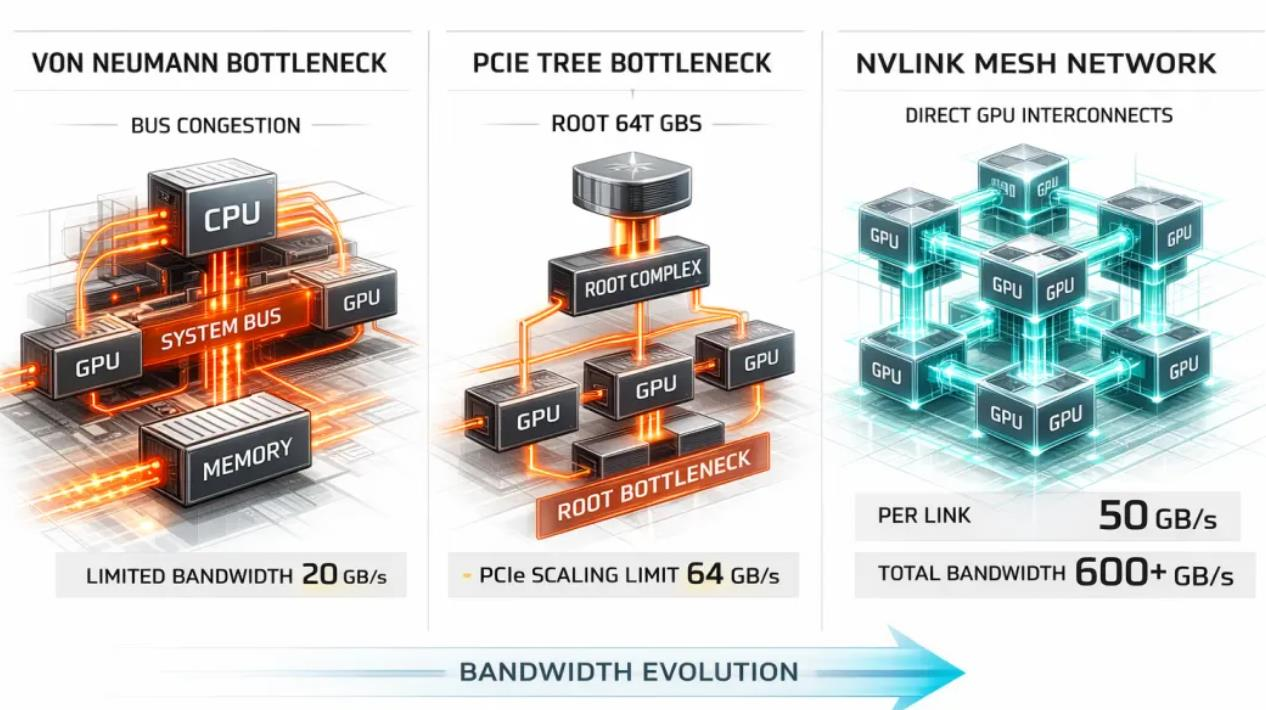 VON NEUMANN BOTTLENECK
BUS CONGESTION
CPU
GPU
SYSTEM BUS
GPU
MEMORY
LIMITED BANDWIDTH 20 GB/s
PCIE TREE BOTTLENECK
ROOT 64T GBS
ROOT COMPLEX
GPU
GPU
GPU
ROOT BOTTLENECK
PCIe SCALING LIMIT 64 GB/s
NVLINK MESH NETWORK
DIRECT GPU INTERCONNECTS
GPU
GPU
GPU
GPU GPU
GPU
GPU
GPU GPU
PER LINK 50 GB/s
TOTAL BANDWIDTH 600+ GB/s
BANDWIDTH EVOLUTION